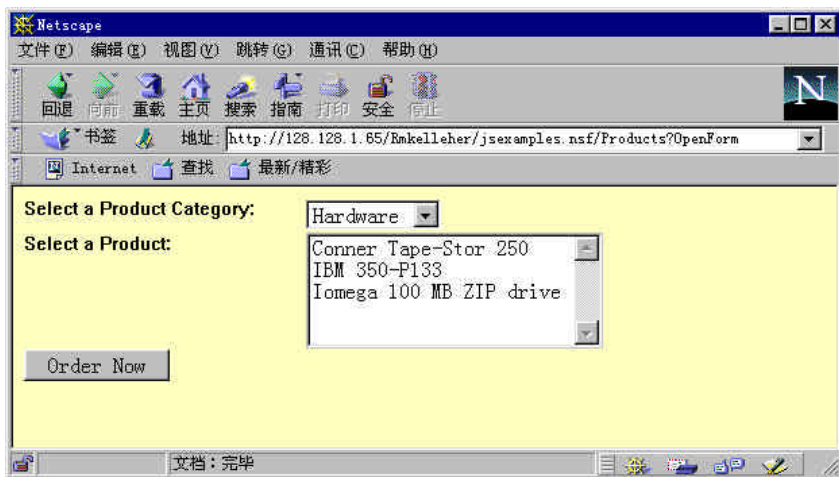 Netscape
文件(F) 编辑(E) 视图(V) 跳转(G) 通讯(C) 帮助(H)
回退 向前 重载 主页 搜索 指南 打印 安全 停止
N
书签 地址: http://128.128.1.65/Rmkelleher/jsexamples.nsf/Products?OpenForm
Internet 查找 最新/精彩
Select a Product Category: Hardware
Select a Product: Conner Tape-Stor 250
IBM 350-P133
Iomega 100 MB ZIP drive
Order Now
文档：完毕